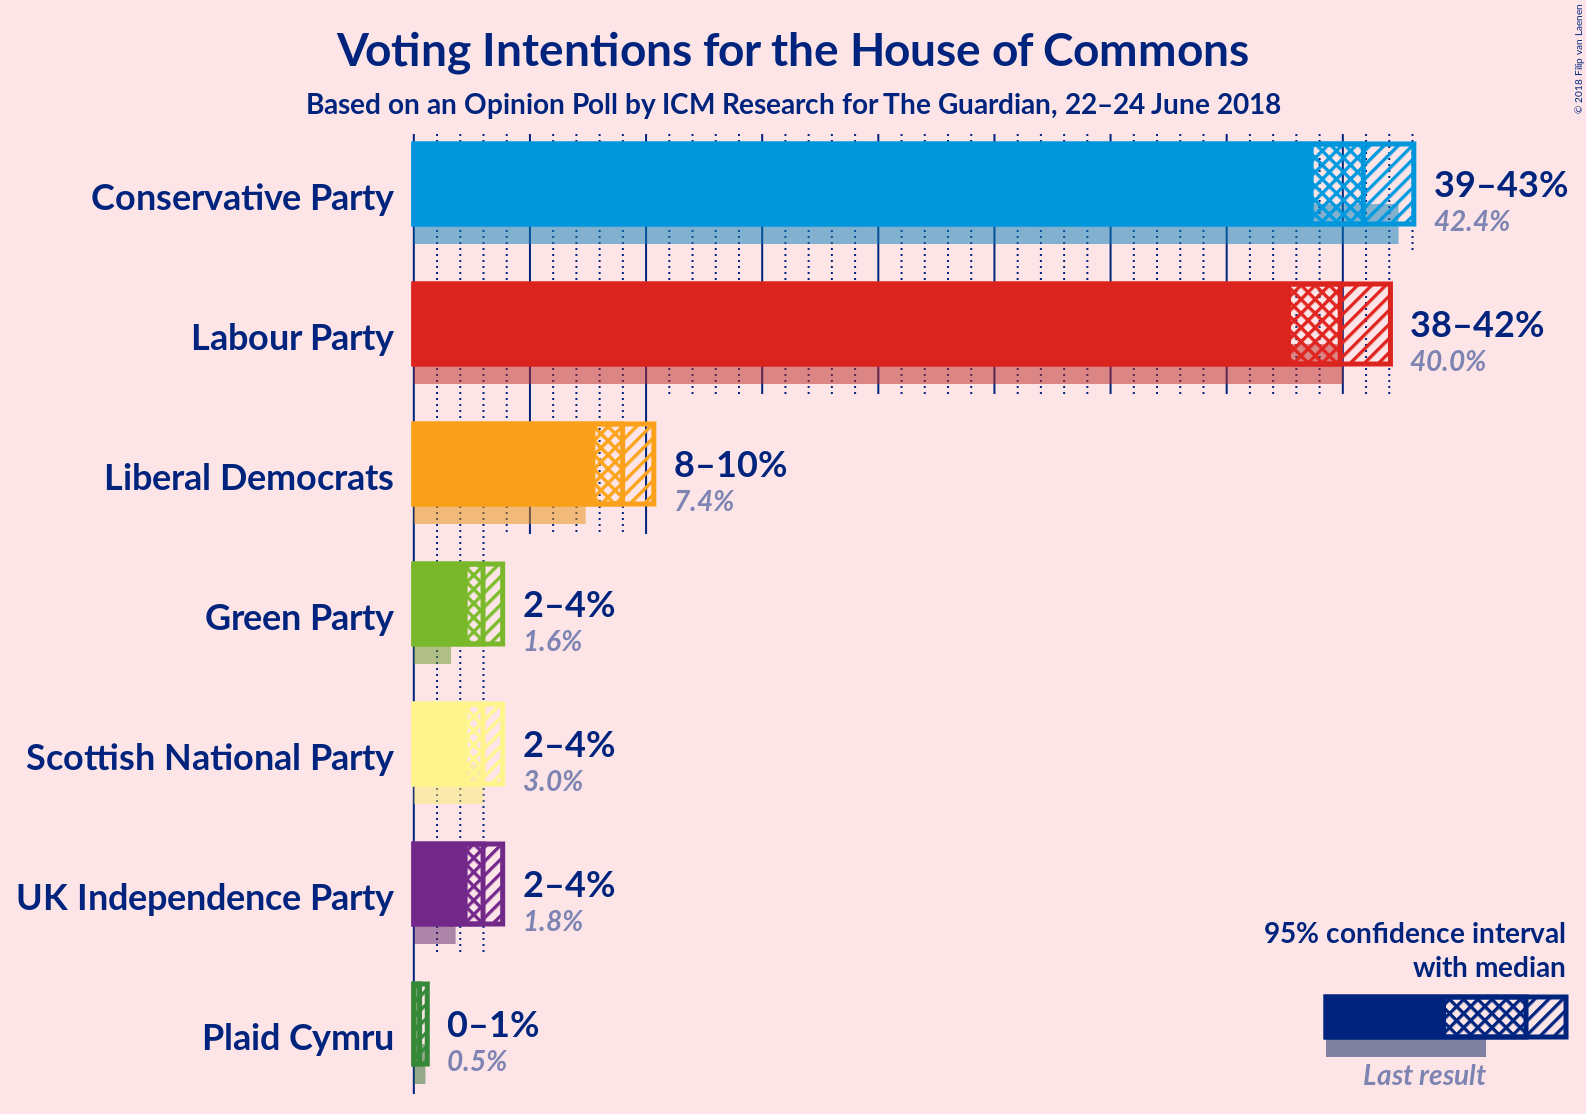 Voting Intentions for the House of Commons
Based on an Opinion Poll by ICM Research for The Guardian, 22–24 June 2018
© 2018 Filip van Laenen
Conservative Party
39–43%
42.4%
Labour Party
38–42%
40.0%
Liberal Democrats
8–10%
7.4%
Green Party
2–4%
1.6%
Scottish National Party
2–4%
3.0%
UK Independence Party
2–4%
1.8%
Plaid Cymru
0–1%
0.5%
95% confidence interval
with median
Last result